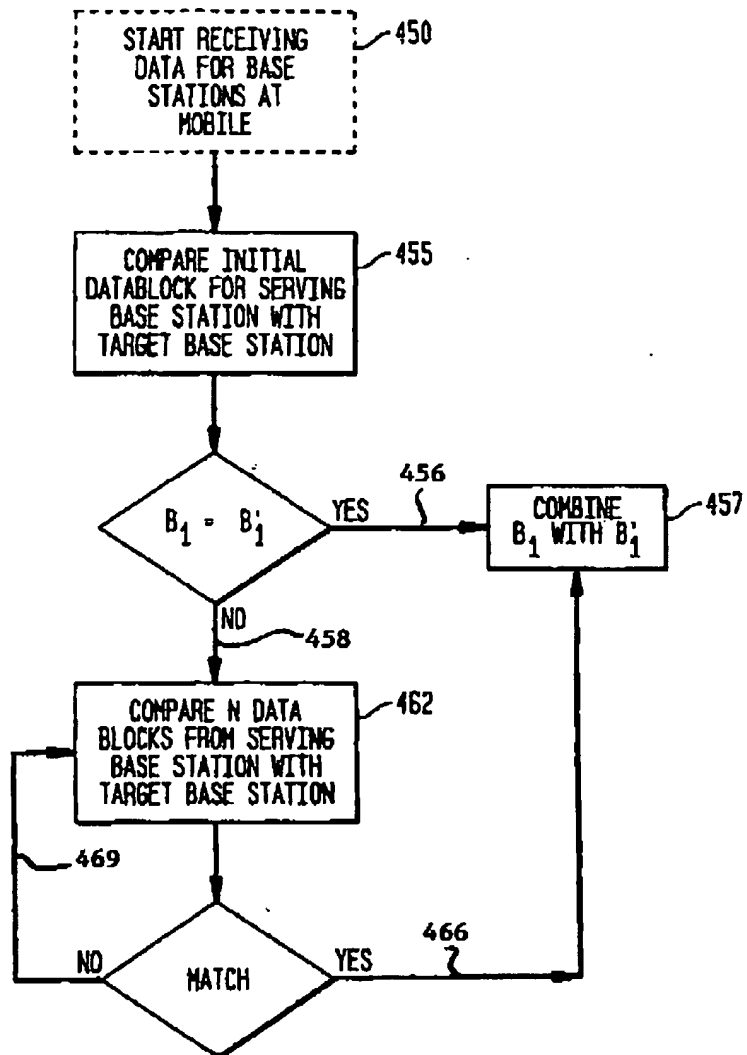 START RECEIVING
DATA FOR BASE
STATIONS AT
MOBILE
450
COMPARE INITIAL
DATABLOCK FOR SERVING
BASE STATION WITH
TARGET BASE STATION
455
B1 = B'1
YES
456
COMBINE
B1 WITH B'1
457
NO
458
COMPARE N DATA
BLOCKS FROM SERVING
BASE STATION WITH
TARGET BASE STATION
462
469
NO
MATCH
YES
466